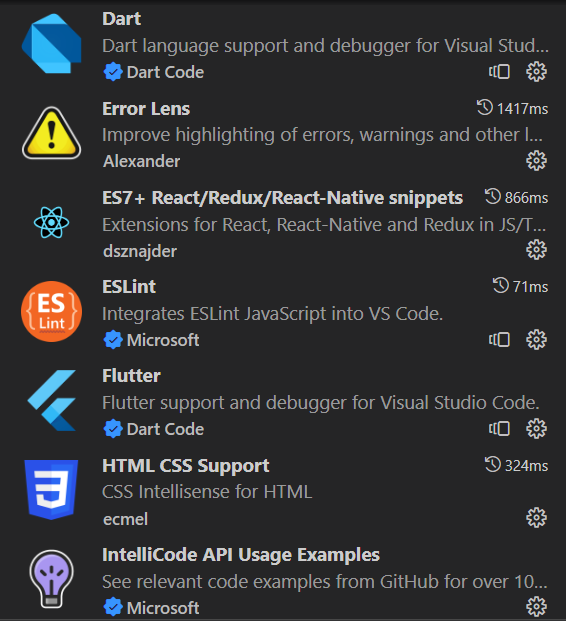 Dart
Dart language support and debugger for Visual Stud...
Dart Code
Error Lens 1417ms
Improve highlighting of errors, warnings and other l...
Alexander
ES7+ React/Redux/React-Native snippets 866ms
Extensions for React, React-Native and Redux in JS/T...
dsznajder
ES
Lint
ESLint 71ms
Integrates ESLint JavaScript into VS Code.
Microsoft
Flutter
Flutter support and debugger for Visual Studio Code.
Dart Code
HTML CSS Support 324ms
CSS Intellisense for HTML
ecmel
IntelliCode API Usage Examples
See relevant code examples from GitHub for over 10...
Microsoft